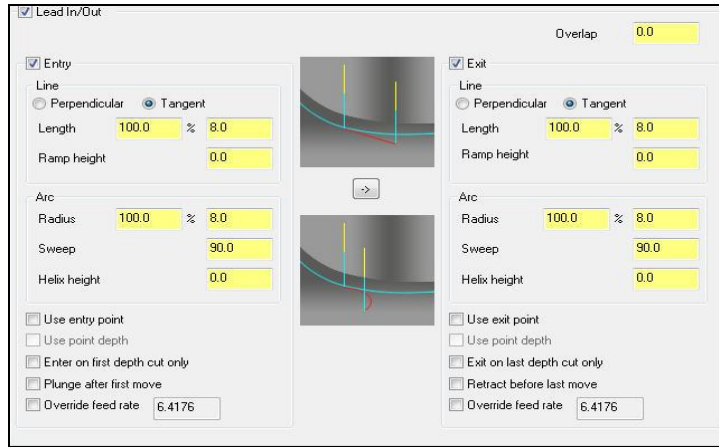 Lead In/Out
Overlap 0.0
Entry
Line
Perpendicular Tangent
Length 100.0 % 8.0
Ramp height 0.0
Arc
Radius 100.0 % 8.0
Sweep 90.0
Helix height 0.0
Use entry point
Use point depth
Enter on first depth cut only
Plunge after first move
Override feed rate 6.4176
->
Exit
Line
Perpendicular Tangent
Length 100.0 % 8.0
Ramp height 0.0
Arc
Radius 100.0 % 8.0
Sweep 90.0
Helix height 0.0
Use exit point
Use point depth
Exit on last depth cut only
Retract before last move
Override feed rate 6.4176